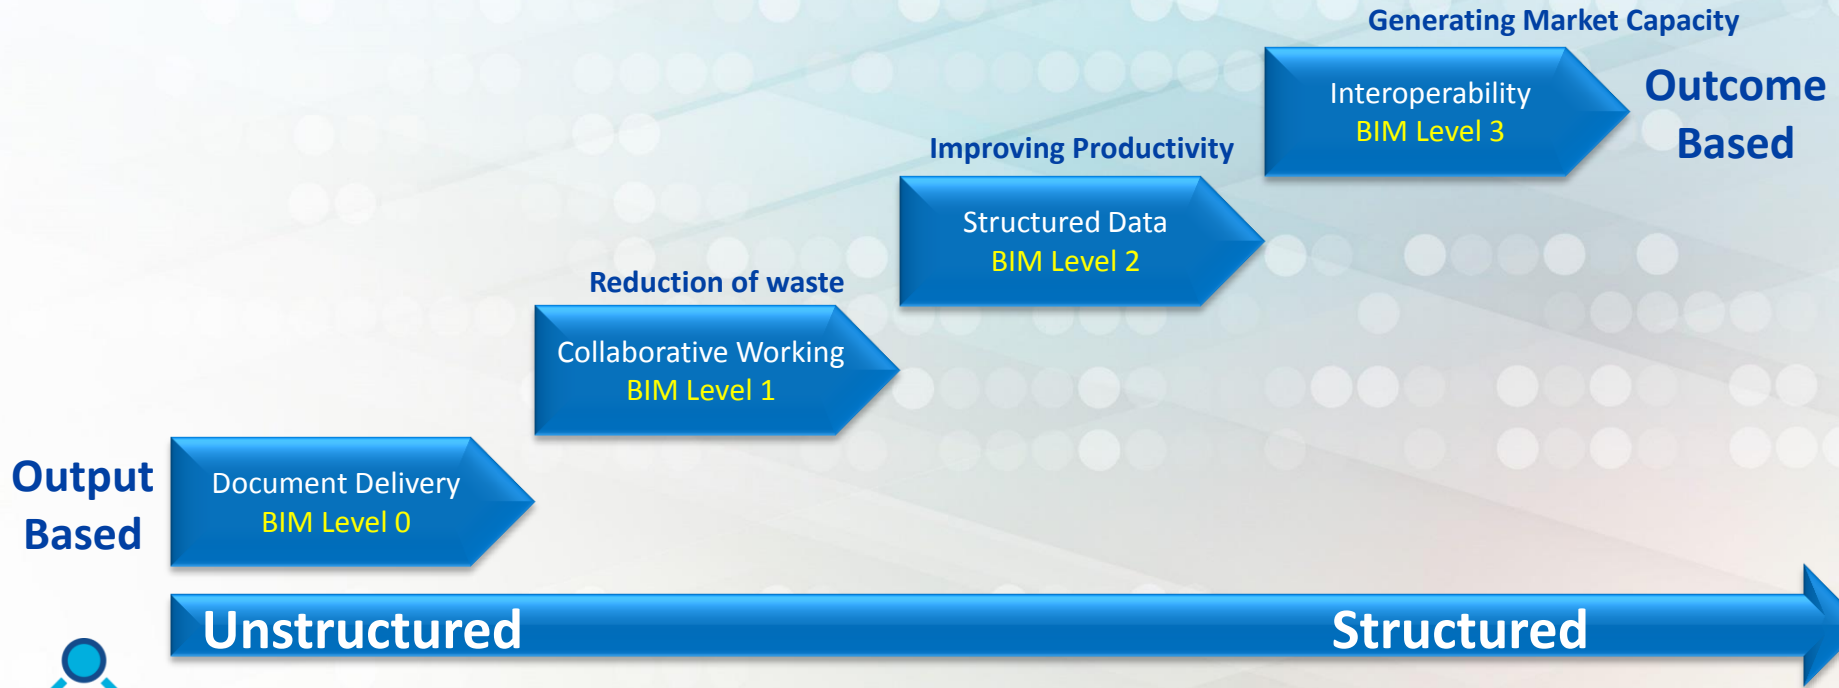 Generating Market Capacity
Interoperability
BIM Level 3
Outcome
Based
Improving Productivity
Structured Data
BIM Level 2
Reduction of waste
Collaborative Working
BIM Level 1
Output
Based
Document Delivery
BIM Level 0
Unstructured
Structured